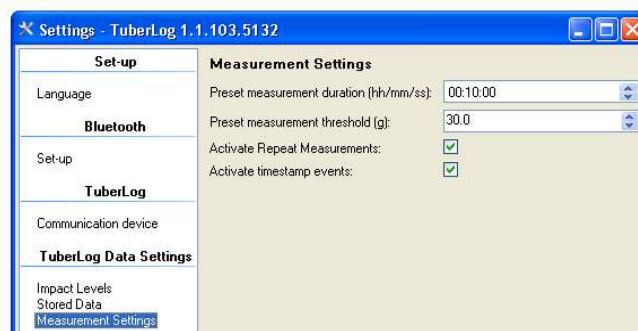 Settings - TuberLog 1.1.103.5132
Set-up
Language
Bluetooth
Set-up
TuberLog
Communication device
TuberLog Data Settings
Impact Levels
Stored Data
Measurement Settings
Measurement Settings
Preset measurement duration (hh/mm/ss): 00:10:00
Preset measurement threshold (g): 30.0
Activate Repeat Measurements:
Activate timestamp events: